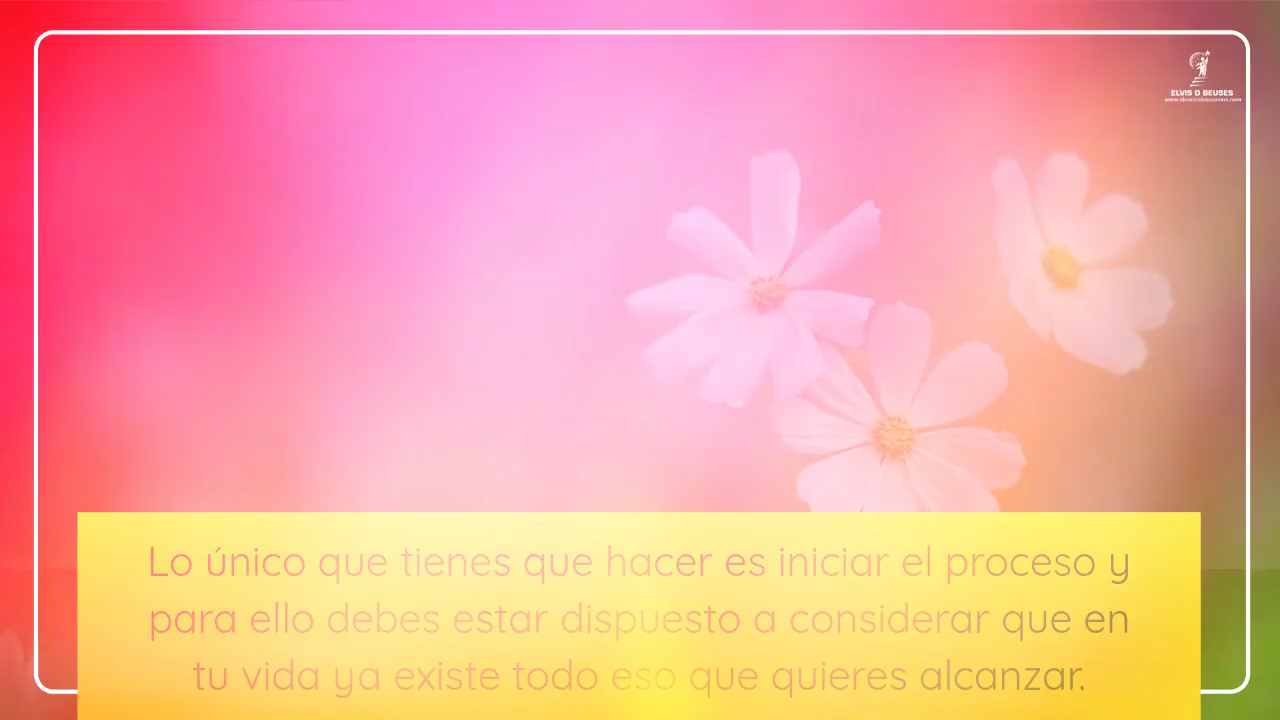 ELVIS D BEUSES
Lo único que tienes que hacer es iniciar el proceso y
para ello debes estar dispuesto a considerar que en
tu vida ya existe todo eso que quieres alcanzar.